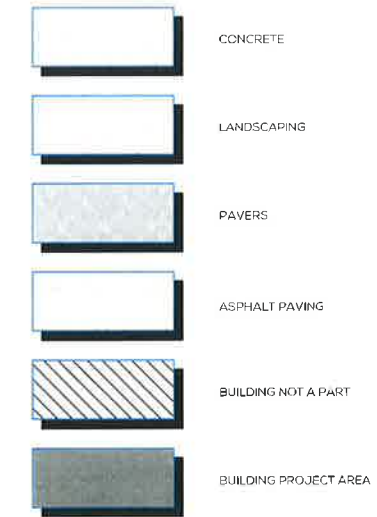 CONCRETE
LANDSCAPING
PAVERS
ASPHALT PAVING
BUILDING NOT A PART
BUILDING PROJECT AREA